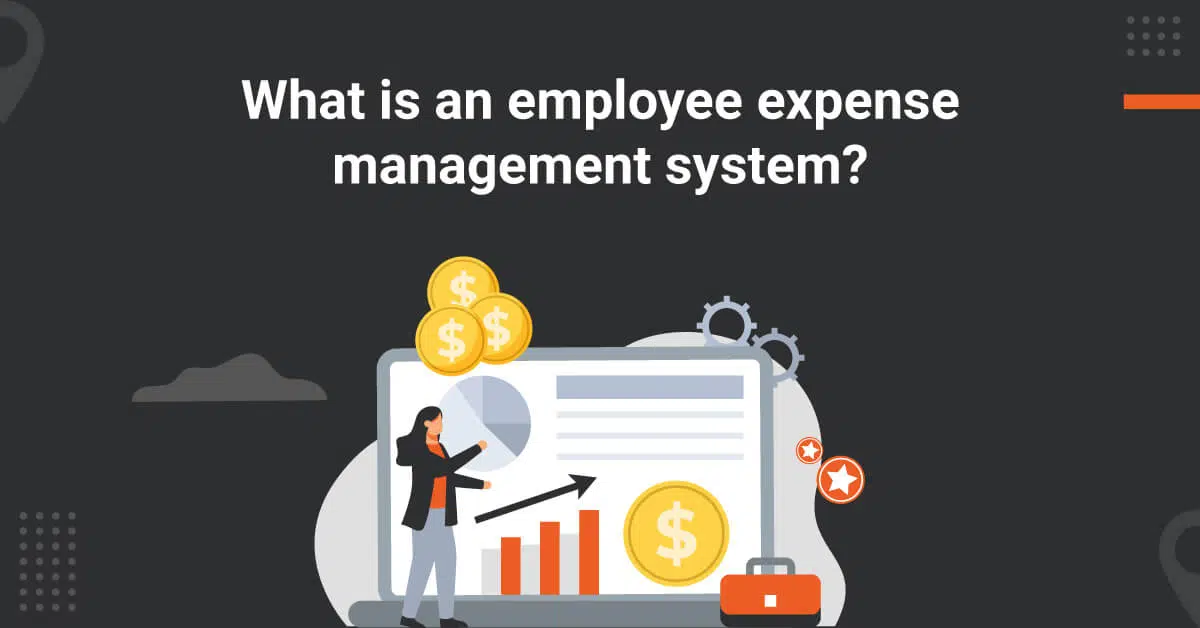 What is an employee expense
management system?
$
$
$
$